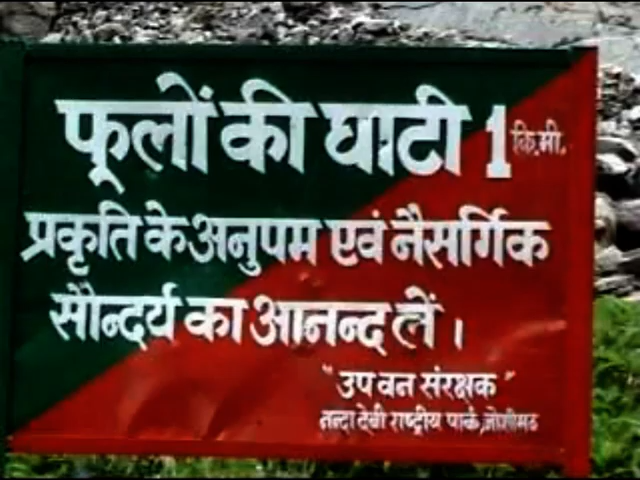 फूलों की घाटी 1 कि.मी.
प्रकृति के अनुपम एवं नैसर्गिक
सौन्दर्य का आनन्द लें।
"उप वन संरक्षक"
नन्दा देवी राष्ट्रीय पार्क, जोशीमठ